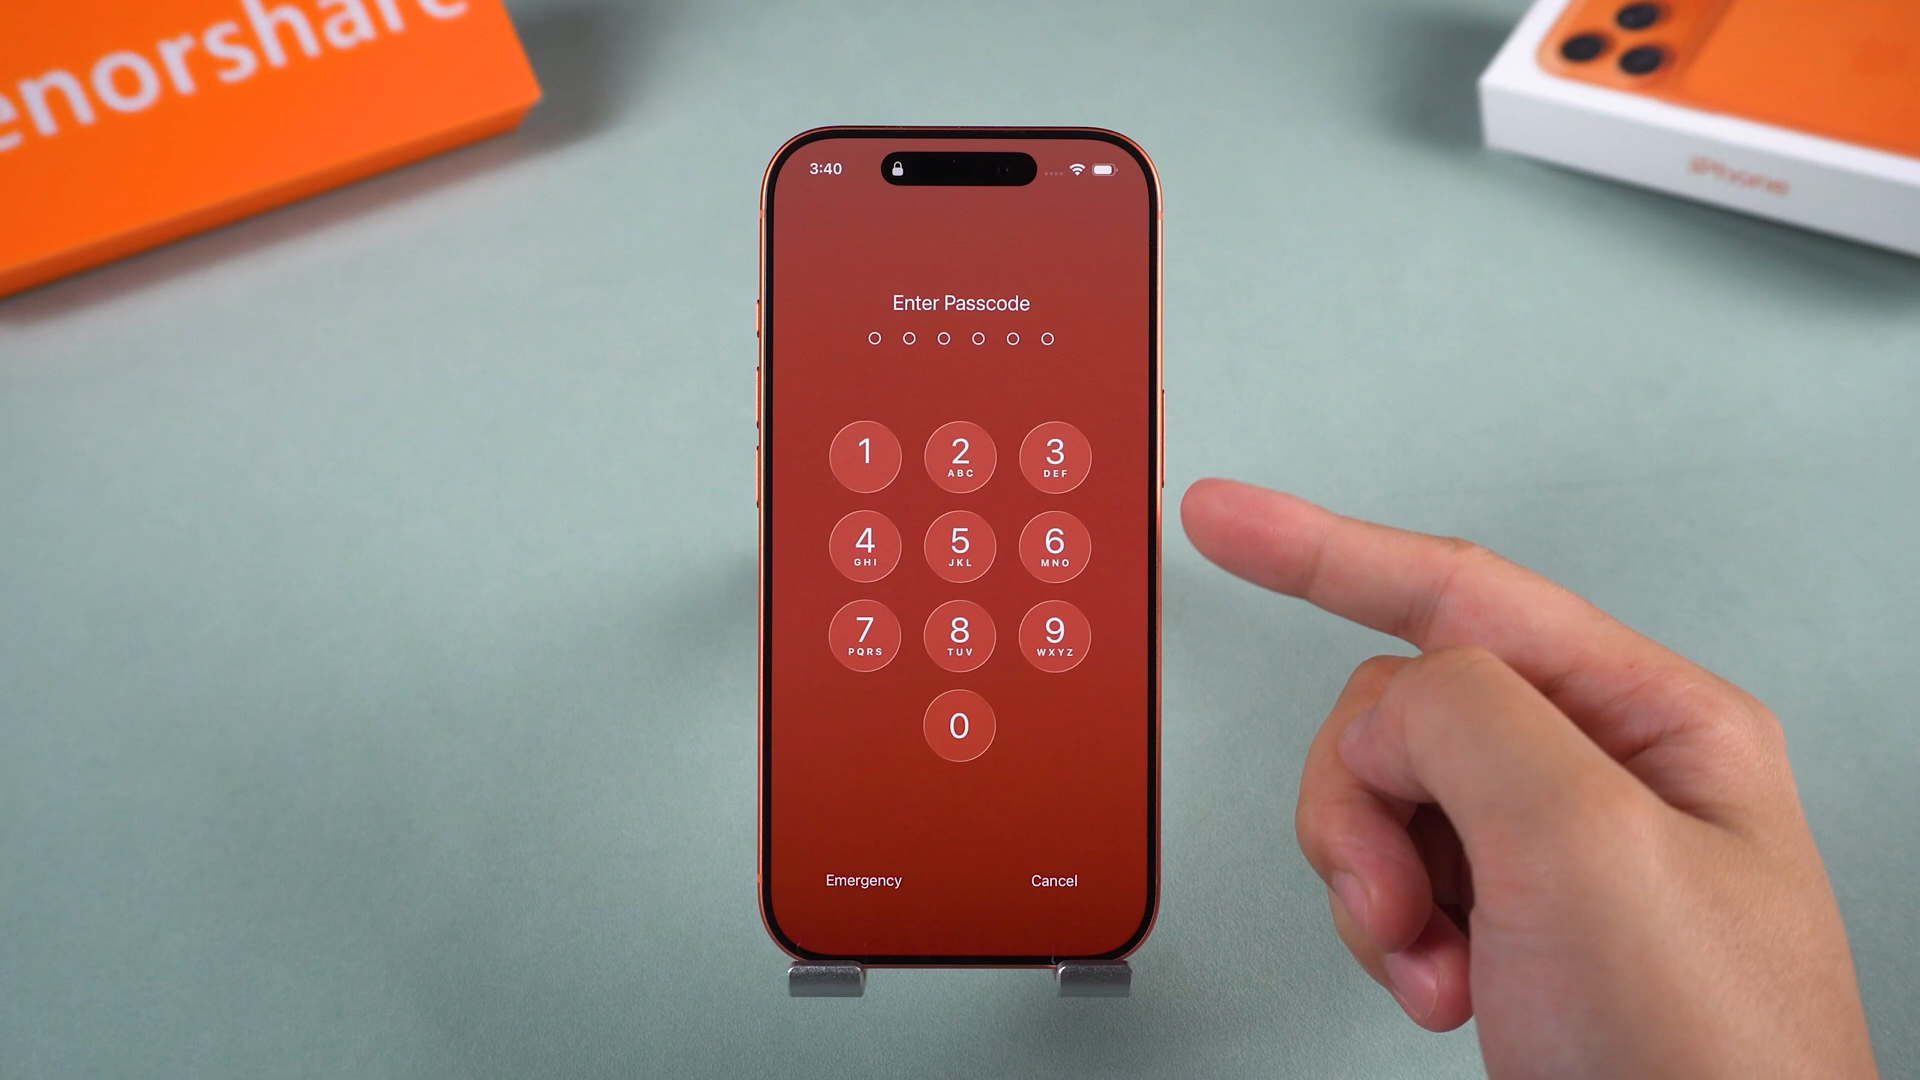 enorshare
iPhone
3:40
Enter Passcode
1
2
ABC
3
DEF
4
GHI
5
JKL
6
MNO
7
PQRS
8
TUV
9
WXYZ
0
Emergency
Cancel